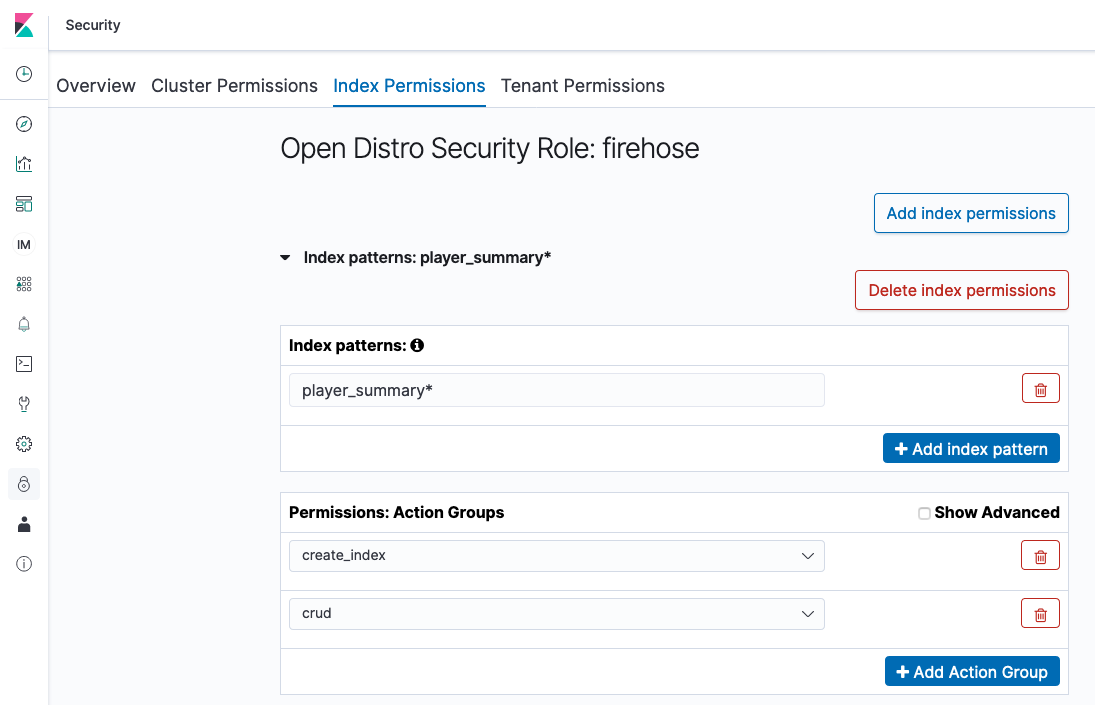 Security
Overview Cluster Permissions Index Permissions Tenant Permissions
Open Distro Security Role: firehose
Add index permissions
Index patterns: player_summary*
Delete index permissions
Index patterns:
player_summary*
Add index pattern
Permissions: Action Groups Show Advanced
create_index
crud
Add Action Group
IM